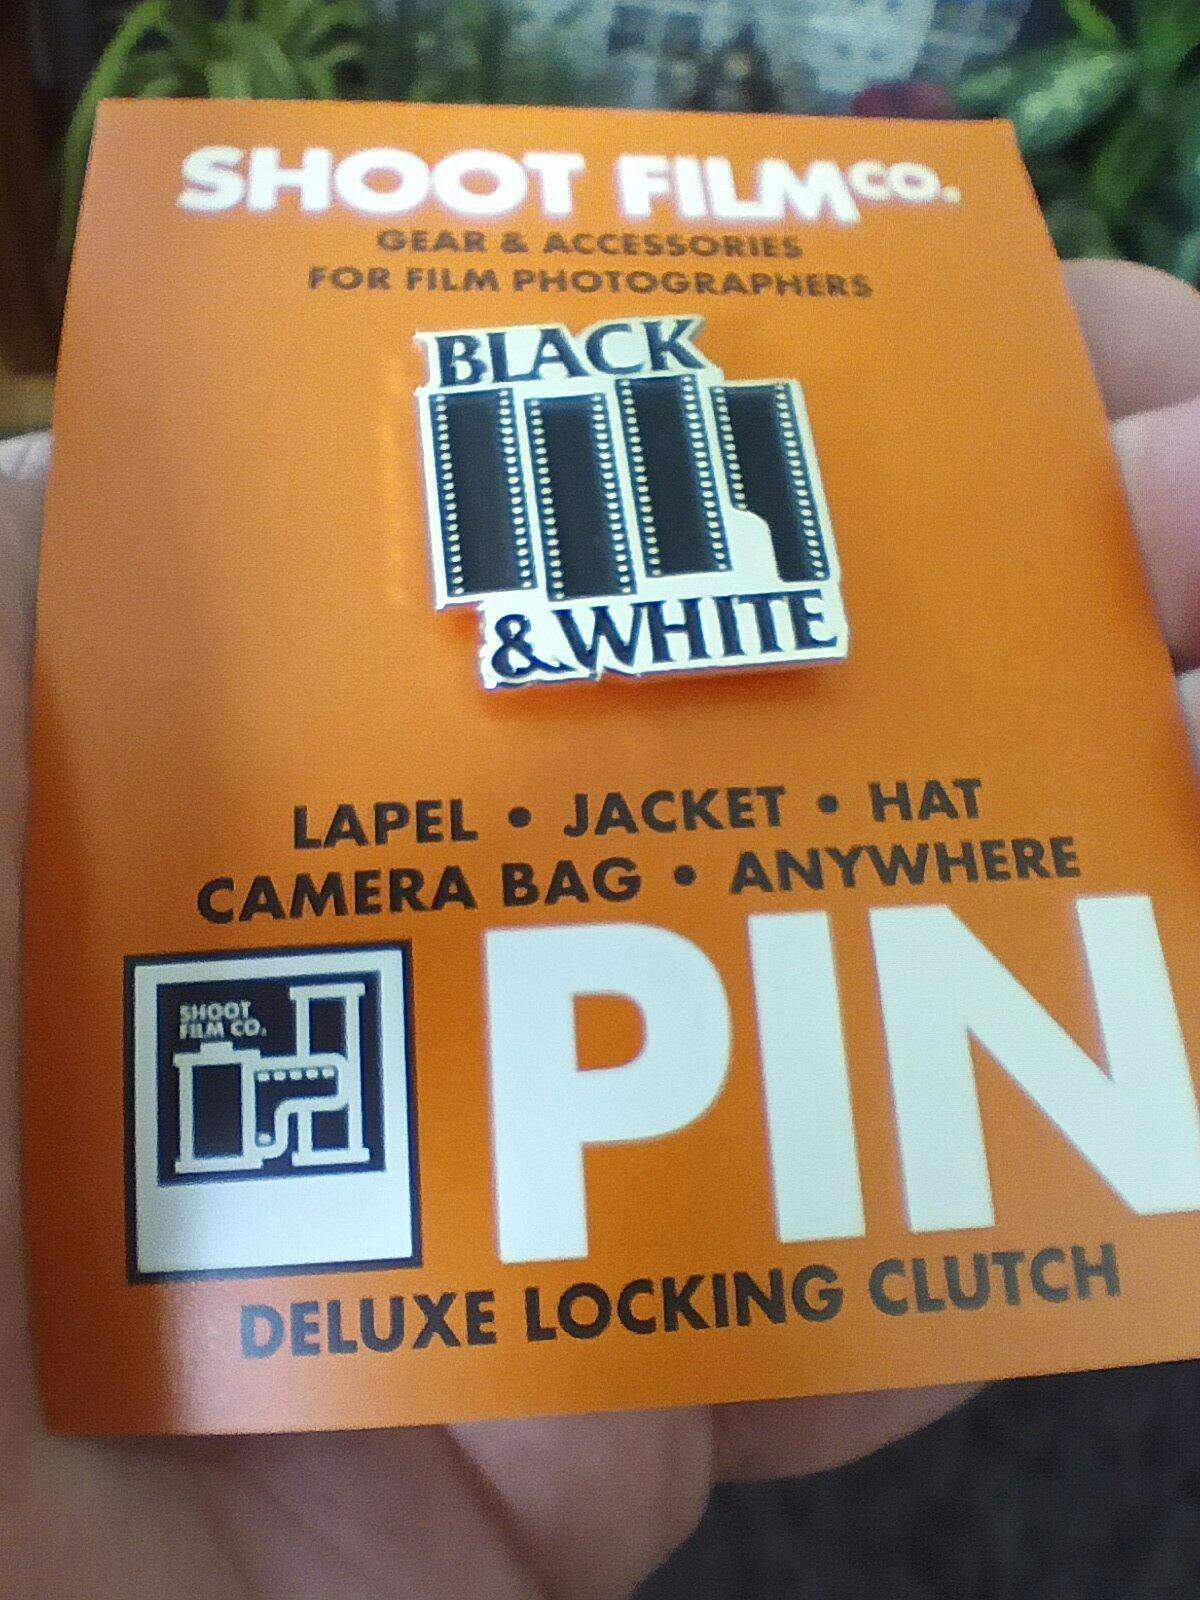 SHOOT FILM CO.
GEAR & ACCESSORIES
FOR FILM PHOTOGRAPHERS
BLACK
& WHITE
LAPEL • JACKET • HAT
CAMERA BAG • ANYWHERE
SHOOT
FILM CO.
PIN
DELUXE LOCKING CLUTCH